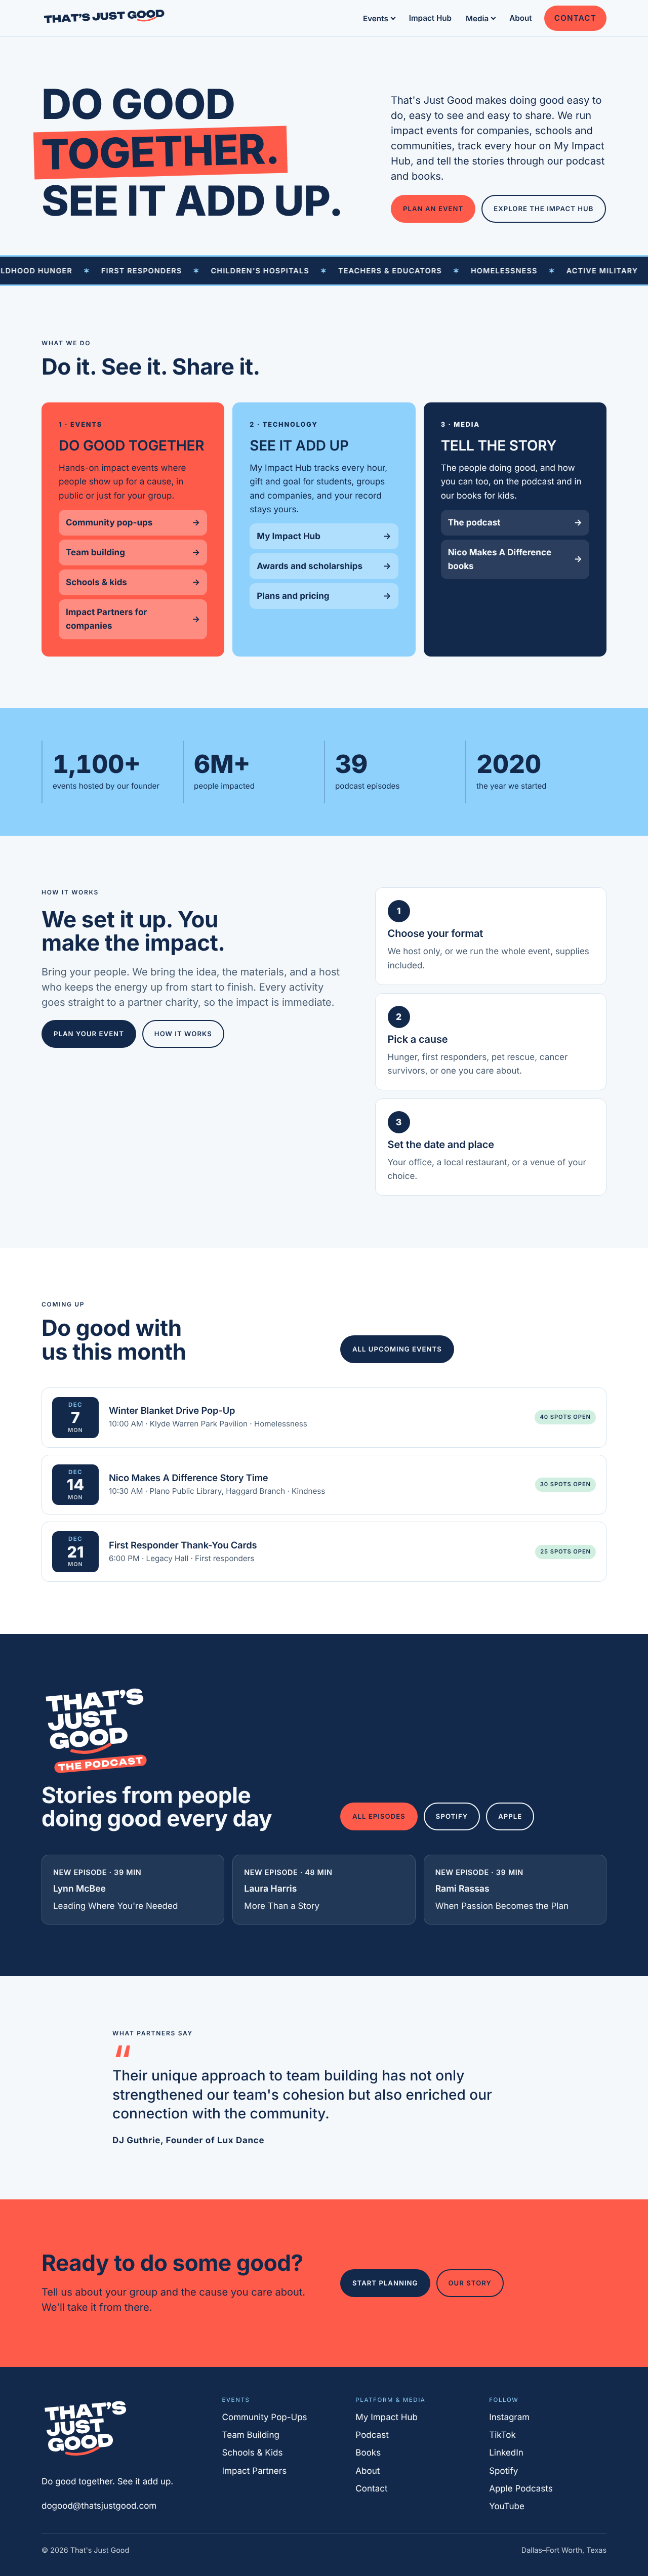 THAT'S JUST GOOD
Events
Impact Hub
Media
About
CONTACT
DO GOOD
TOGETHER.
SEE IT ADD UP.
That's Just Good makes doing good easy to
do, easy to see and easy to share. We run
impact events for companies, schools and
communities, track every hour on My Impact
Hub, and tell the stories through our podcast
and books.
PLAN AN EVENT
EXPLORE THE IMPACT HUB
LDHOOD HUNGER * FIRST RESPONDERS * CHILDREN'S HOSPITALS * TEACHERS & EDUCATORS * HOMELESSNESS * ACTIVE MILITARY
WHAT WE DO
Do it. See it. Share it.
1 · EVENTS
DO GOOD TOGETHER
Hands-on impact events where
people show up for a cause, in
public or just for your group.
Community pop-ups →
Team building →
Schools & kids →
Impact Partners for
companies →
2 · TECHNOLOGY
SEE IT ADD UP
My Impact Hub tracks every hour,
gift and goal for students, groups
and companies, and your record
stays yours.
My Impact Hub →
Awards and scholarships →
Plans and pricing →
3 · MEDIA
TELL THE STORY
The people doing good, and how
you can too, on the podcast and in
our books for kids.
The podcast →
Nico Makes A Difference
books →
1,100+
events hosted by our founder
6M+
people impacted
39
podcast episodes
2020
the year we started
HOW IT WORKS
We set it up. You
make the impact.
Bring your people. We bring the idea, the materials, and a host
who keeps the energy up from start to finish. Every activity
goes straight to a partner charity, so the impact is immediate.
PLAN YOUR EVENT
HOW IT WORKS
1
Choose your format
We host only, or we run the whole event, supplies
included.
2
Pick a cause
Hunger, first responders, pet rescue, cancer
survivors, or one you care about.
3
Set the date and place
Your office, a local restaurant, or a venue of your
choice.
COMING UP
Do good with
us this month
ALL UPCOMING EVENTS
DEC
7
MON
Winter Blanket Drive Pop-Up
10:00 AM · Klyde Warren Park Pavilion · Homelessness
40 SPOTS OPEN
DEC
14
MON
Nico Makes A Difference Story Time
10:30 AM · Plano Public Library, Haggard Branch · Kindness
30 SPOTS OPEN
DEC
21
MON
First Responder Thank-You Cards
6:00 PM · Legacy Hall · First responders
25 SPOTS OPEN
THAT'S
JUST
GOOD
THE PODCAST
Stories from people
doing good every day
ALL EPISODES
SPOTIFY
APPLE
NEW EPISODE · 39 MIN
Lynn McBee
Leading Where You're Needed
NEW EPISODE · 48 MIN
Laura Harris
More Than a Story
NEW EPISODE · 39 MIN
Rami Rassas
When Passion Becomes the Plan
WHAT PARTNERS SAY
"
Their unique approach to team building has not only
strengthened our team's cohesion but also enriched our
connection with the community.
DJ Guthrie, Founder of Lux Dance
Ready to do some good?
Tell us about your group and the cause you care about.
We'll take it from there.
START PLANNING
OUR STORY
THAT'S
JUST
GOOD
Do good together. See it add up.
dogood@thatsjustgood.com
EVENTS
Community Pop-Ups
Team Building
Schools & Kids
Impact Partners
PLATFORM & MEDIA
My Impact Hub
Podcast
Books
About
Contact
FOLLOW
Instagram
TikTok
LinkedIn
Spotify
Apple Podcasts
YouTube
© 2026 That's Just Good
Dallas–Fort Worth, Texas